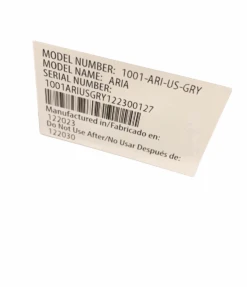 MODEL NUMBER: 1001-ARI-US-GRY
MODEL NAME: ARIA
SERIAL NUMBER:
1001ARIUSGRY122300127
Manufactured in/Fabricado en:
122023
Do Not Use After/No Usar Después de:
122030